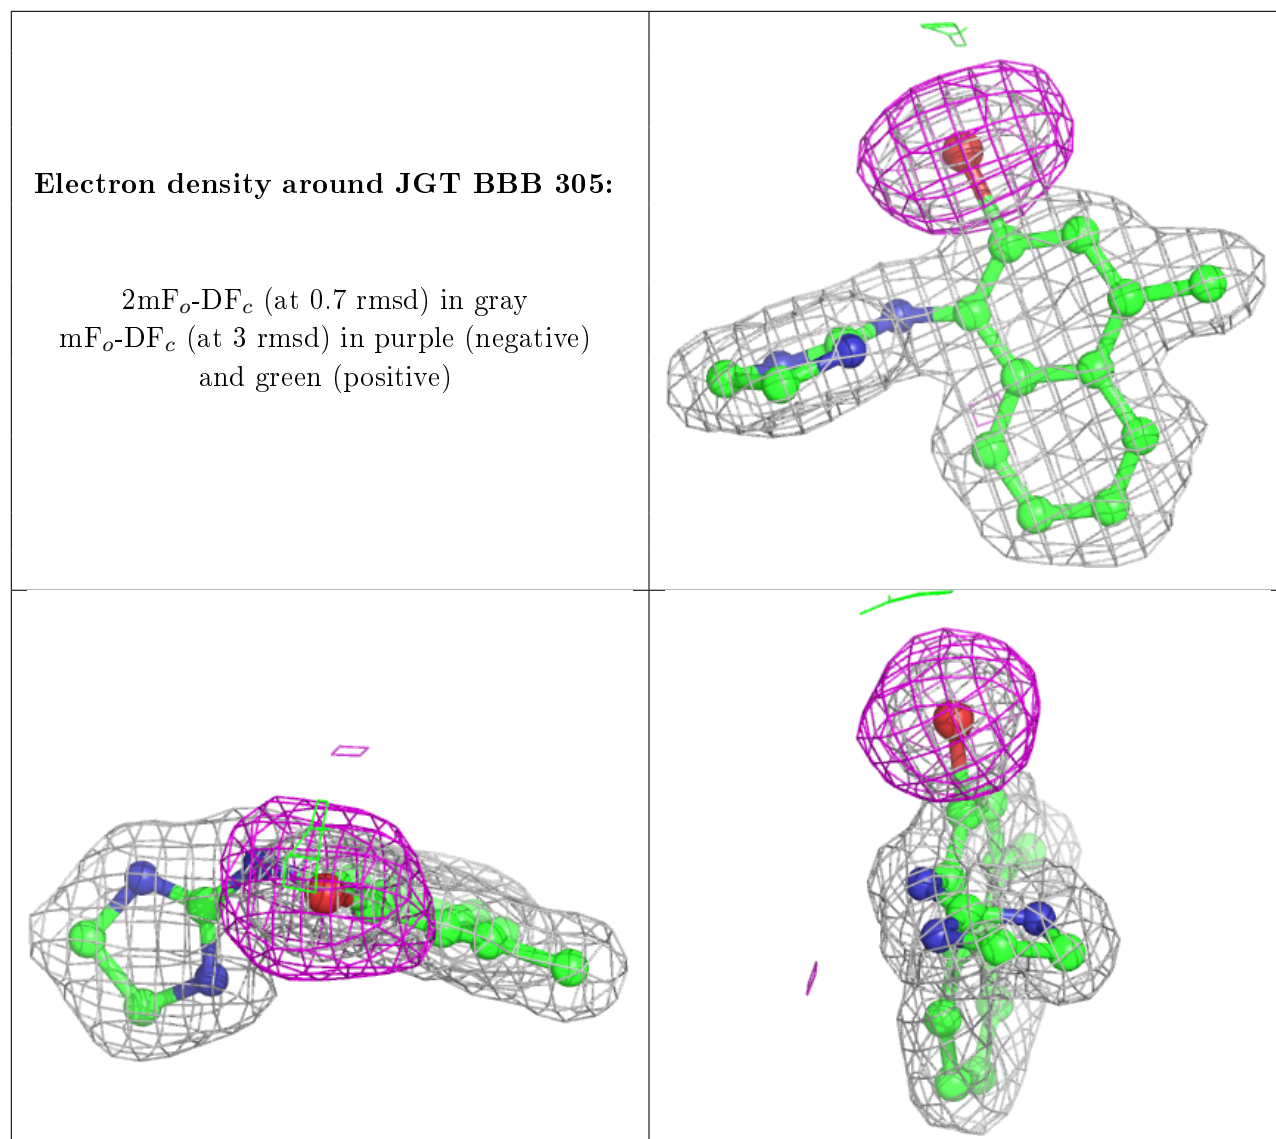 Electron density around JGT BBB 305:
2mFₒ-DF𝒸 (at 0.7 rmsd) in gray
mFₒ-DF𝒸 (at 3 rmsd) in purple (negative)
and green (positive)